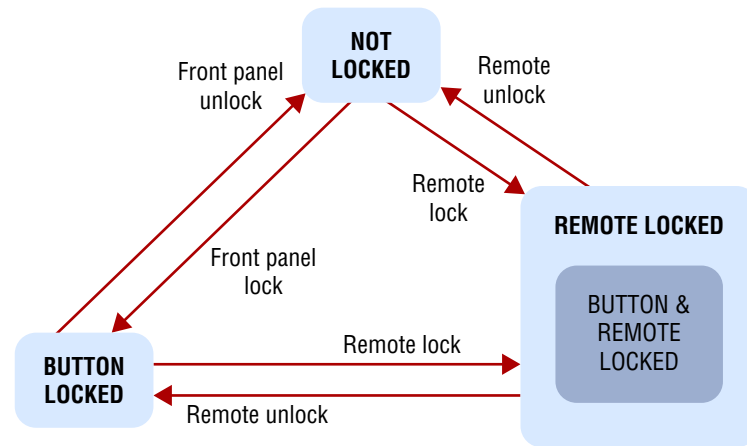 NOT
LOCKED
Front panel
unlock
Remote
unlock
Remote
lock
REMOTE LOCKED
Front panel
lock
BUTTON &
REMOTE
LOCKED
Remote lock
BUTTON
LOCKED
Remote unlock